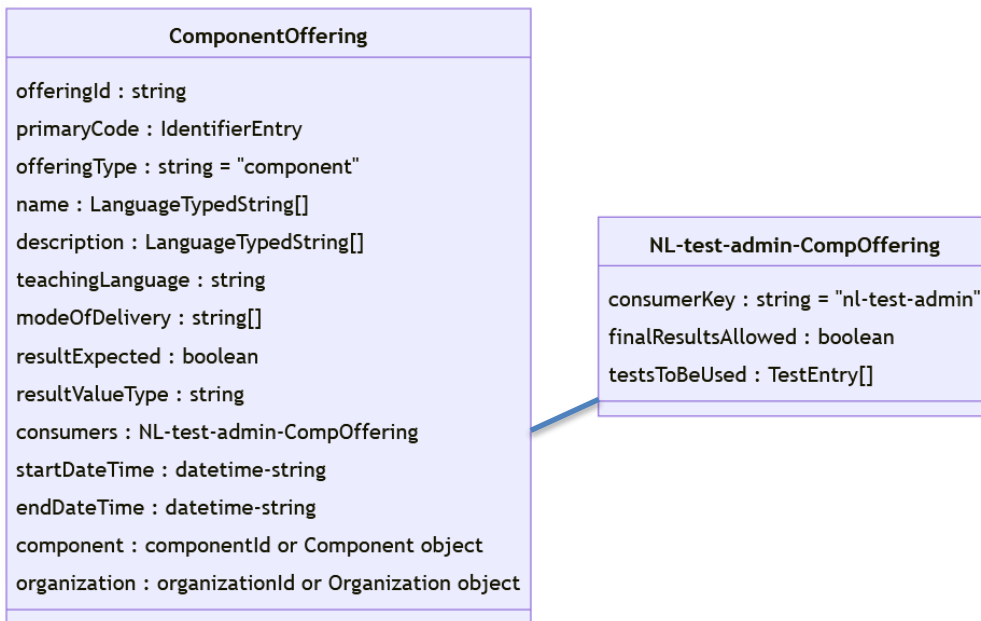 ComponentOffering
offeringId : string
primaryCode : IdentifierEntry
offeringType : string = "component"
name : LanguageTypedString[]
description : LanguageTypedString[]
teachingLanguage : string
modeOfDelivery : string[]
resultExpected : boolean
resultValueType : string
consumers : NL-test-admin-CompOffering
startDateTime : datetime-string
endDateTime : datetime-string
component : componentId or Component object
organization : organizationId or Organization object
NL-test-admin-CompOffering
consumerKey : string = "nl-test-admin"
finalResultsAllowed : boolean
testsToBeUsed : TestEntry[]